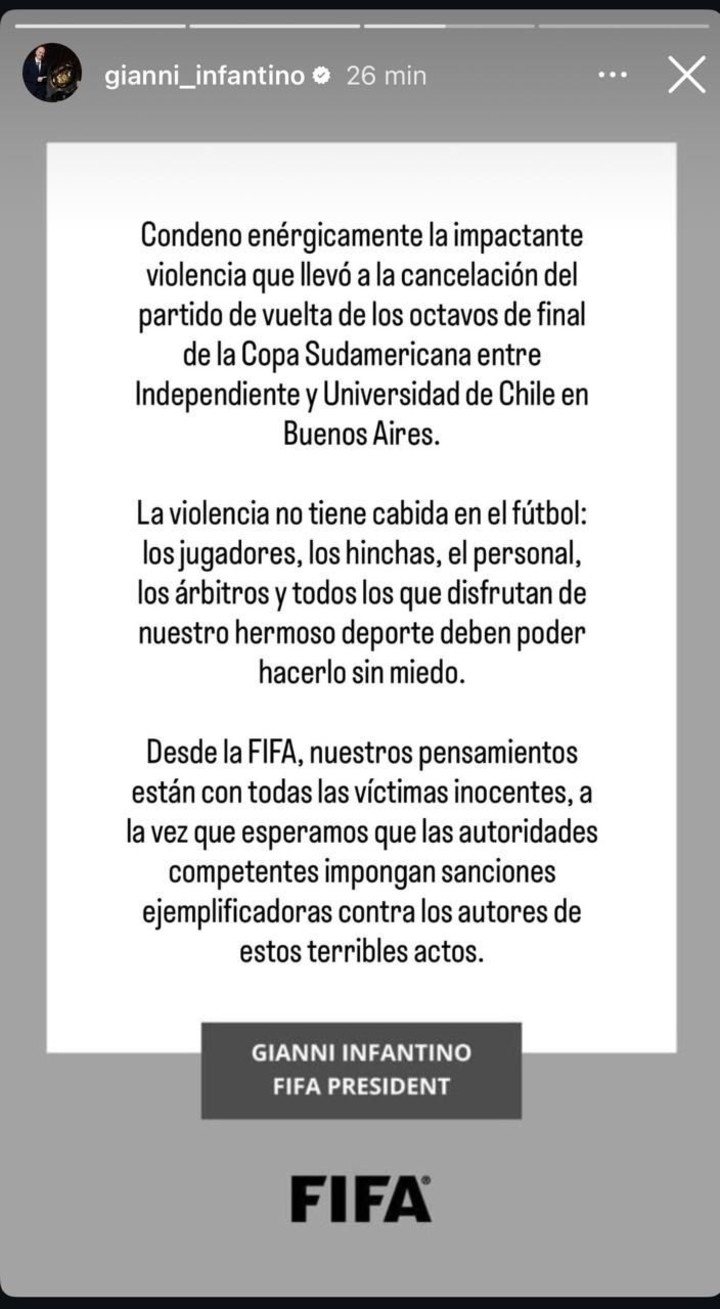 gianni_infantino 26 min
Condeno enérgicamente la impactante
violencia que llevó a la cancelación del
partido de vuelta de los octavos de final
de la Copa Sudamericana entre
Independiente y Universidad de Chile en
Buenos Aires.
La violencia no tiene cabida en el fútbol:
los jugadores, los hinchas, el personal,
los árbitros y todos los que disfrutan de
nuestro hermoso deporte deben poder
hacerlo sin miedo.
Desde la FIFA, nuestros pensamientos
están con todas las víctimas inocentes, a
la vez que esperamos que las autoridades
competentes impongan sanciones
ejemplificadoras contra los autores de
estos terribles actos.
GIANNI INFANTINO
FIFA PRESIDENT
FIFA®